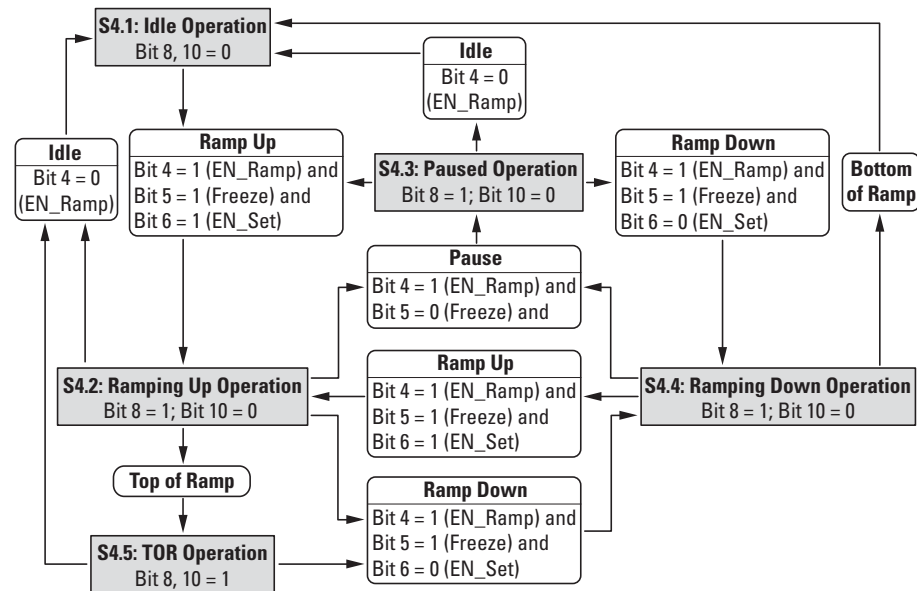 S4.1: Idle Operation
Bit 8, 10 = 0
Idle
Bit 4 = 0
(EN_Ramp)
Idle
Bit 4 = 0
(EN_Ramp)
Ramp Up
Bit 4 = 1 (EN_Ramp) and
Bit 5 = 1 (Freeze) and
Bit 6 = 1 (EN_Set)
S4.3: Paused Operation
Bit 8 = 1; Bit 10 = 0
Ramp Down
Bit 4 = 1 (EN_Ramp) and
Bit 5 = 1 (Freeze) and
Bit 6 = 0 (EN_Set)
Bottom
of Ramp
Pause
Bit 4 = 1 (EN_Ramp) and
Bit 5 = 0 (Freeze) and
S4.2: Ramping Up Operation
Bit 8 = 1; Bit 10 = 0
Ramp Up
Bit 4 = 1 (EN_Ramp) and
Bit 5 = 1 (Freeze) and
Bit 6 = 1 (EN_Set)
S4.4: Ramping Down Operation
Bit 8 = 1; Bit 10 = 0
Top of Ramp
Ramp Down
Bit 4 = 1 (EN_Ramp) and
Bit 5 = 1 (Freeze) and
Bit 6 = 0 (EN_Set)
S4.5: TOR Operation
Bit 8, 10 = 1